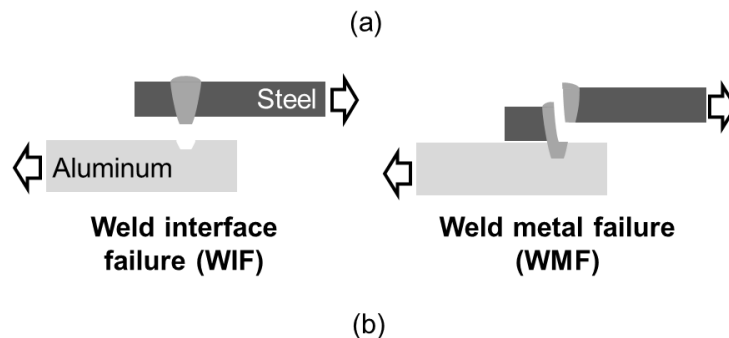 (a)
Steel
Aluminum
Weld interface
failure (WIF)
Weld metal failure
(WMF)
(b)